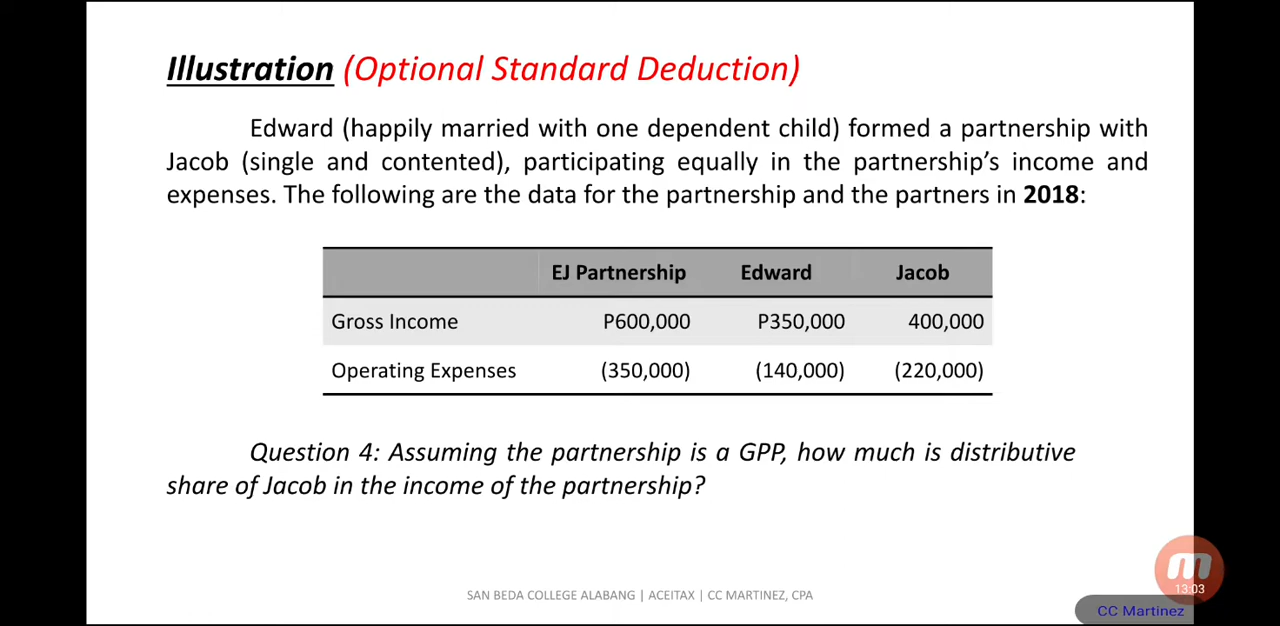 Illustration (Optional Standard Deduction)
Edward (happily married with one dependent child) formed a partnership with
Jacob (single and contented), participating equally in the partnership's income and
expenses. The following are the data for the partnership and the partners in 2018:
EJ Partnership Edward Jacob
Gross Income P600,000 P350,000 400,000
Operating Expenses (350,000) (140,000) (220,000)
Question 4: Assuming the partnership is a GPP, how much is distributive
share of Jacob in the income of the partnership?
13:03
SAN BEDA COLLEGE ALABANG | ACEITAX | CC MARTINEZ, CPA
CC Martinez